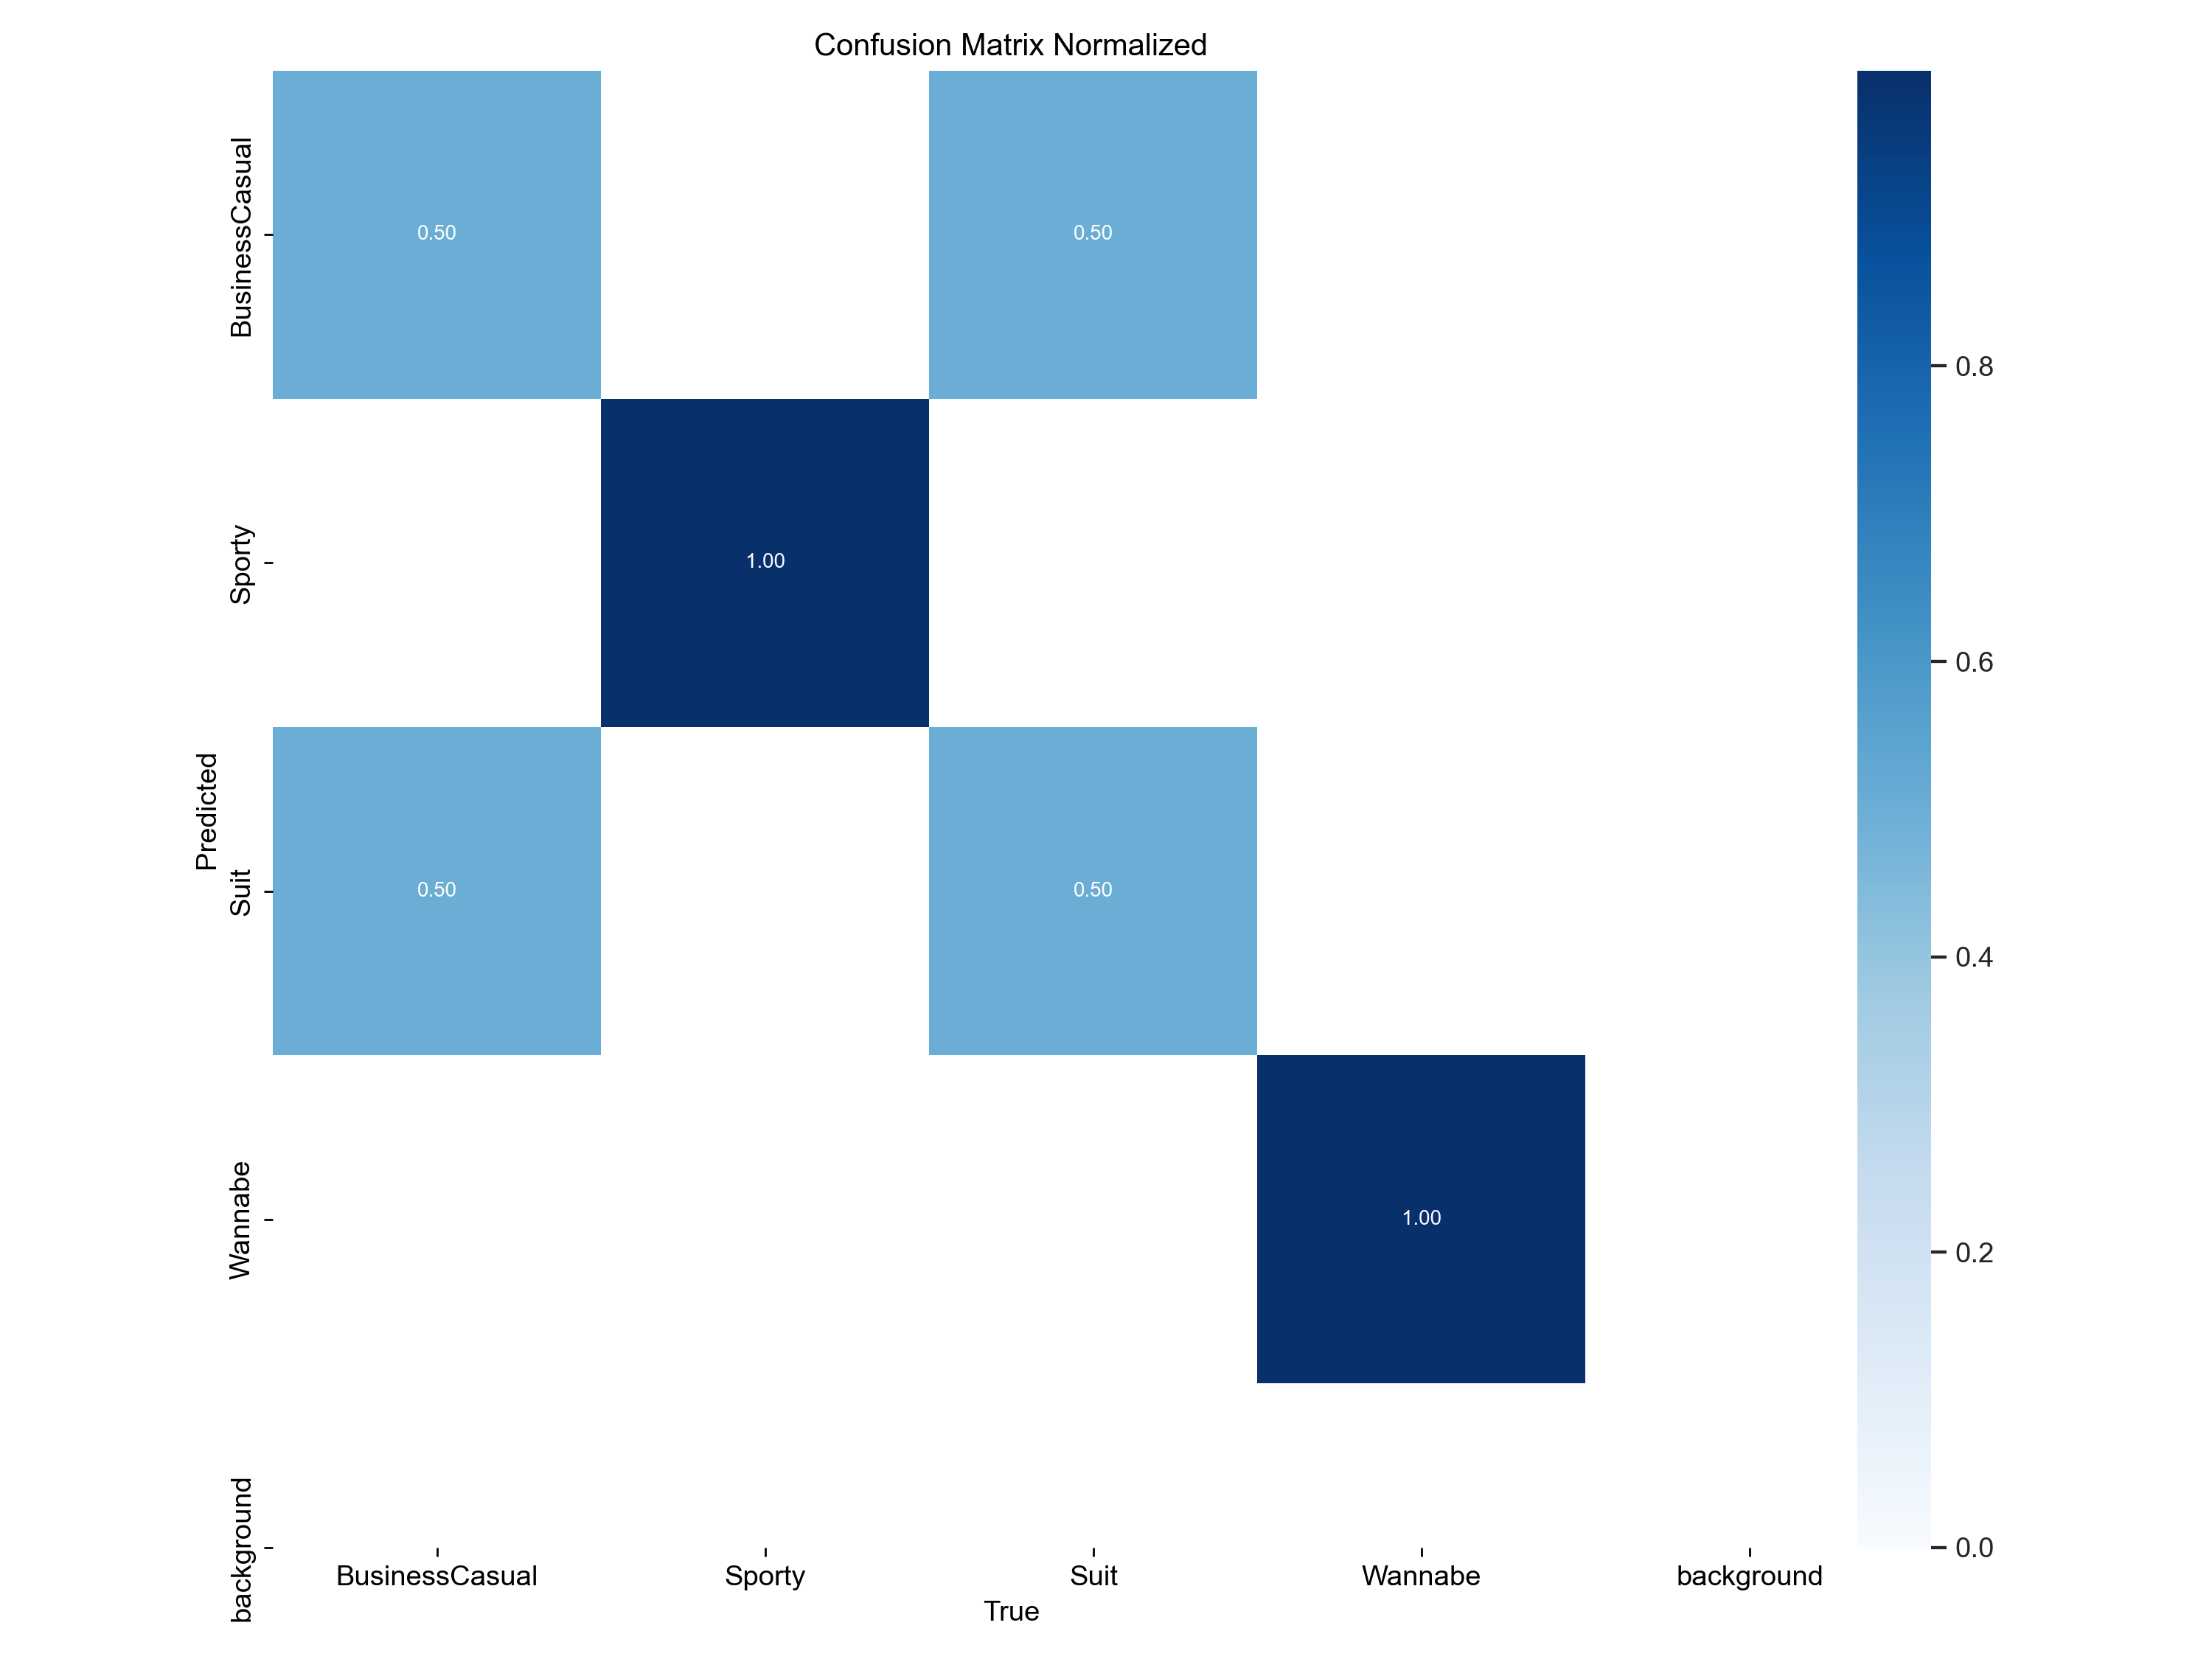 Confusion Matrix Normalized
BusinessCasual
0.50
0.50
0.8
Sporty
1.00
0.6
Predicted
Suit
0.50
0.50
0.4
Wannabe
1.00
0.2
background
0.0
BusinessCasual
Sporty
Suit
Wannabe
background
True